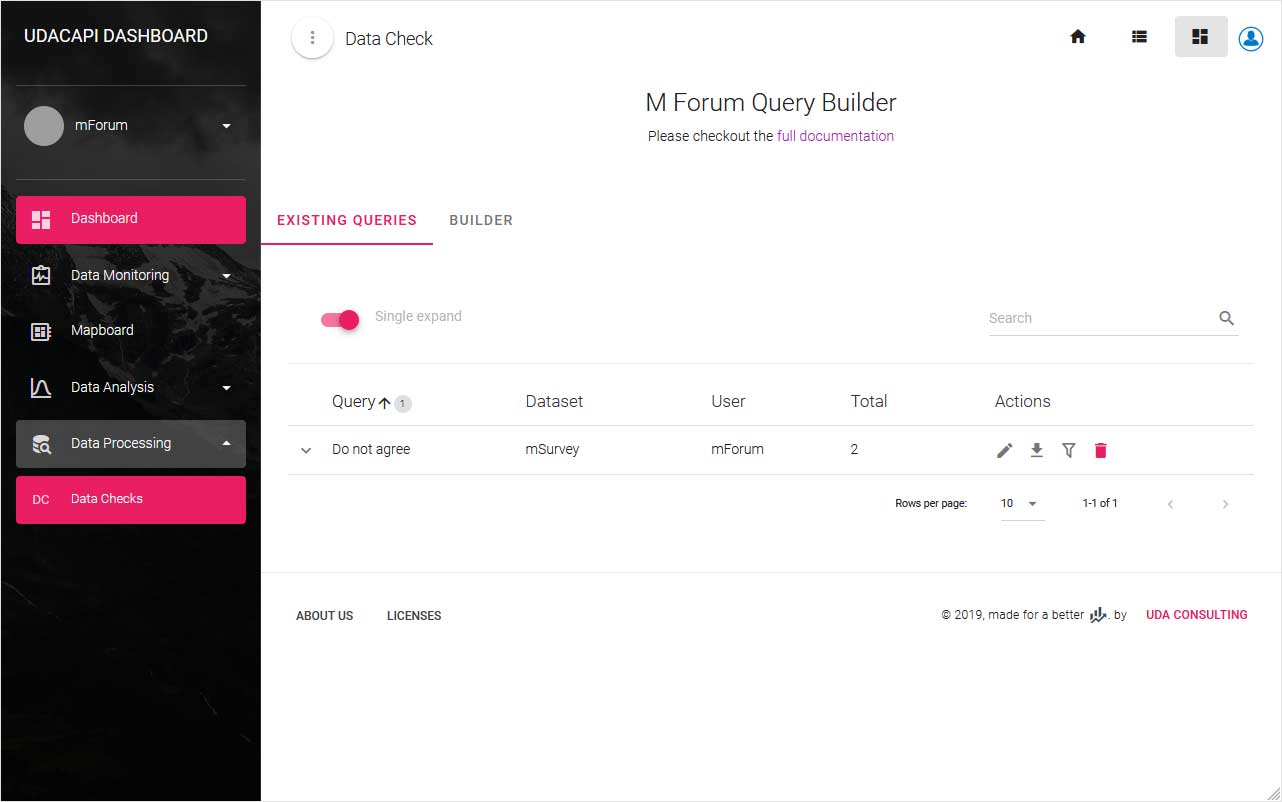 UDACAPI DASHBOARD
mForum
Dashboard
Data Monitoring
Mapboard
Data Analysis
Data Processing
DC Data Checks
Data Check
M Forum Query Builder
Please checkout the full documentation
EXISTING QUERIES BUILDER
Single expand
Search
Query 1 Dataset User Total Actions
Do not agree mSurvey mForum 2
Rows per page: 10 1-1 of 1
ABOUT US LICENSES
© 2019, made for a better . by UDA CONSULTING